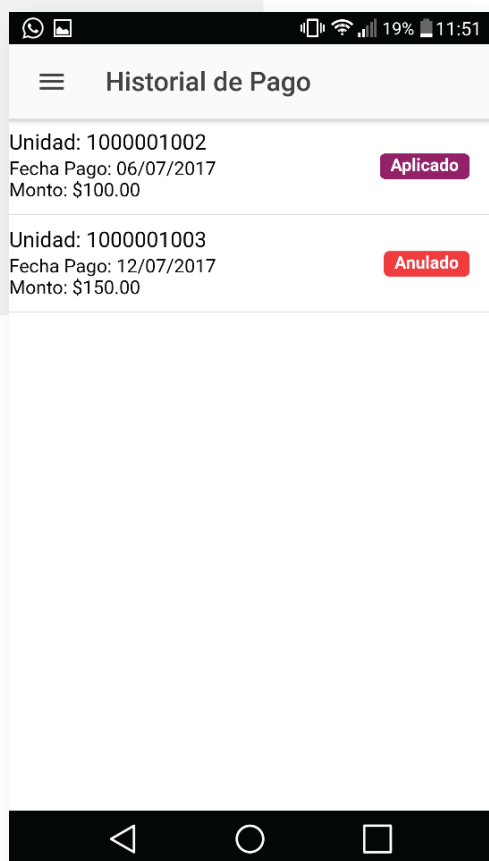 19% 11:51
Historial de Pago
Unidad: 1000001002
Fecha Pago: 06/07/2017
Aplicado
Monto: $100.00
Unidad: 1000001003
Fecha Pago: 12/07/2017
Anulado
Monto: $150.00